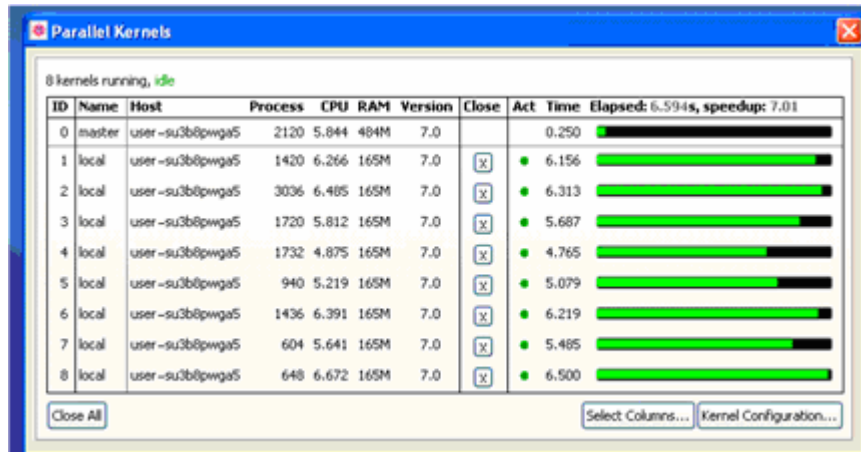 Parallel Kernels
8 kernels running, idle
ID Name Host Process CPU RAM Version Close Act Time Elapsed: 6.594s, speedup: 7.01
0 master user-su3b8pwga5 2120 5.844 484M 7.0 0.250
1 local user-su3b8pwga5 1420 6.266 165M 7.0 x 6.156
2 local user-su3b8pwga5 3036 6.485 165M 7.0 x 6.313
3 local user-su3b8pwga5 1720 5.812 165M 7.0 x 5.687
4 local user-su3b8pwga5 1732 4.875 165M 7.0 x 4.765
5 local user-su3b8pwga5 940 5.219 165M 7.0 x 5.079
6 local user-su3b8pwga5 1436 6.391 165M 7.0 x 6.219
7 local user-su3b8pwga5 604 5.641 165M 7.0 x 5.485
8 local user-su3b8pwga5 648 6.672 165M 7.0 x 6.500
Close All Select Columns... Kernel Configuration...